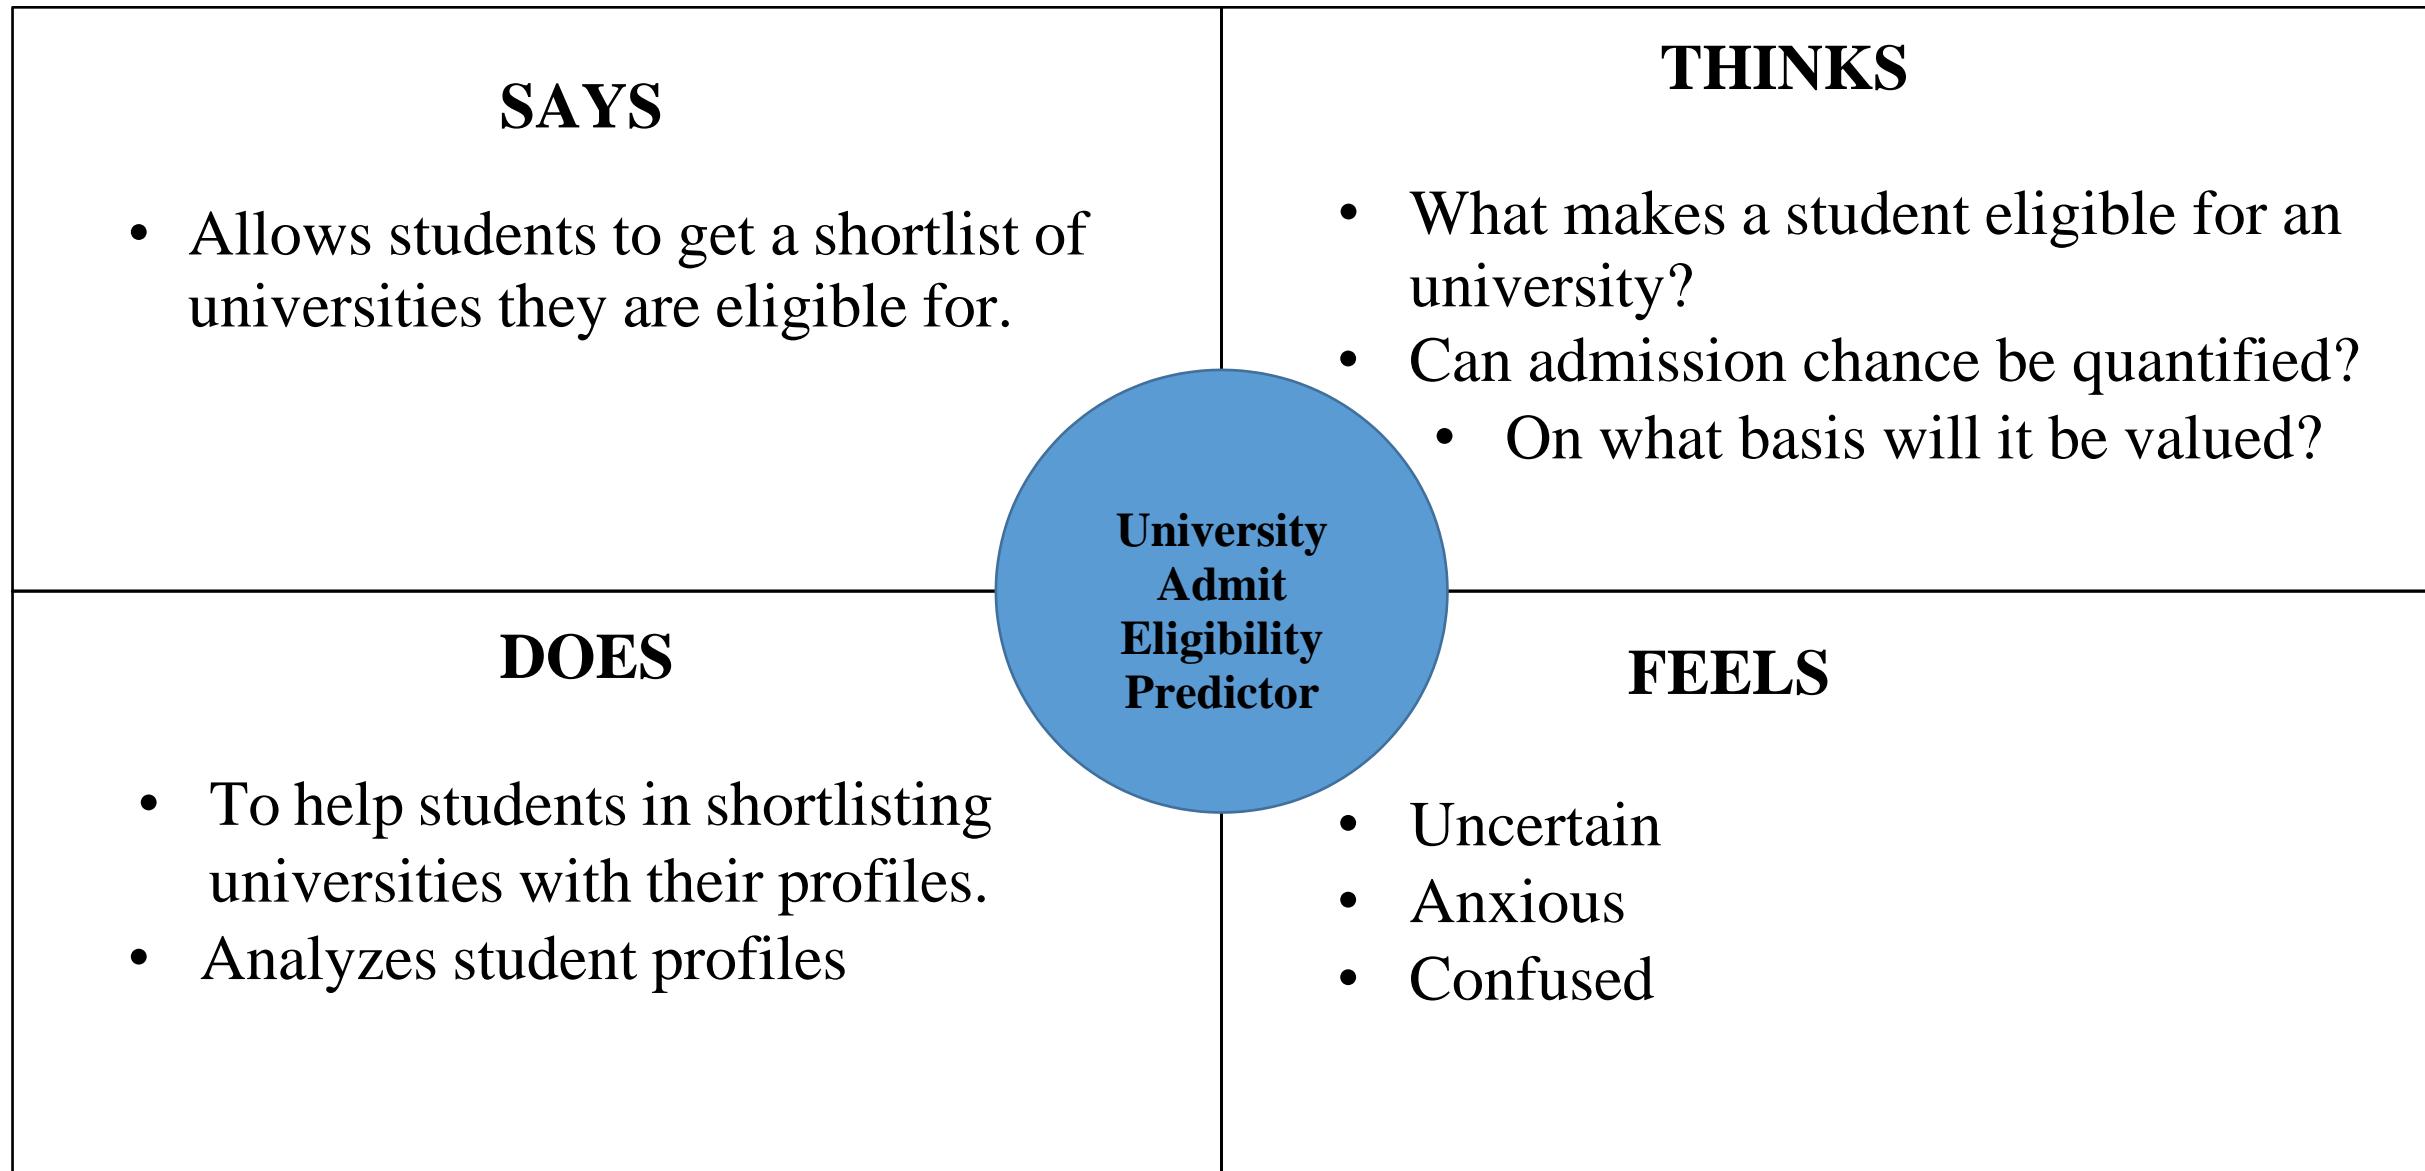 SAYS
• Allows students to get a shortlist of
universities they are eligible for.
THINKS
• What makes a student eligible for an
university?
• Can admission chance be quantified?
• On what basis will it be valued?
University
Admit
Eligibility
Predictor
DOES
• To help students in shortlisting
universities with their profiles.
• Analyzes student profiles
FEELS
• Uncertain
• Anxious
• Confused